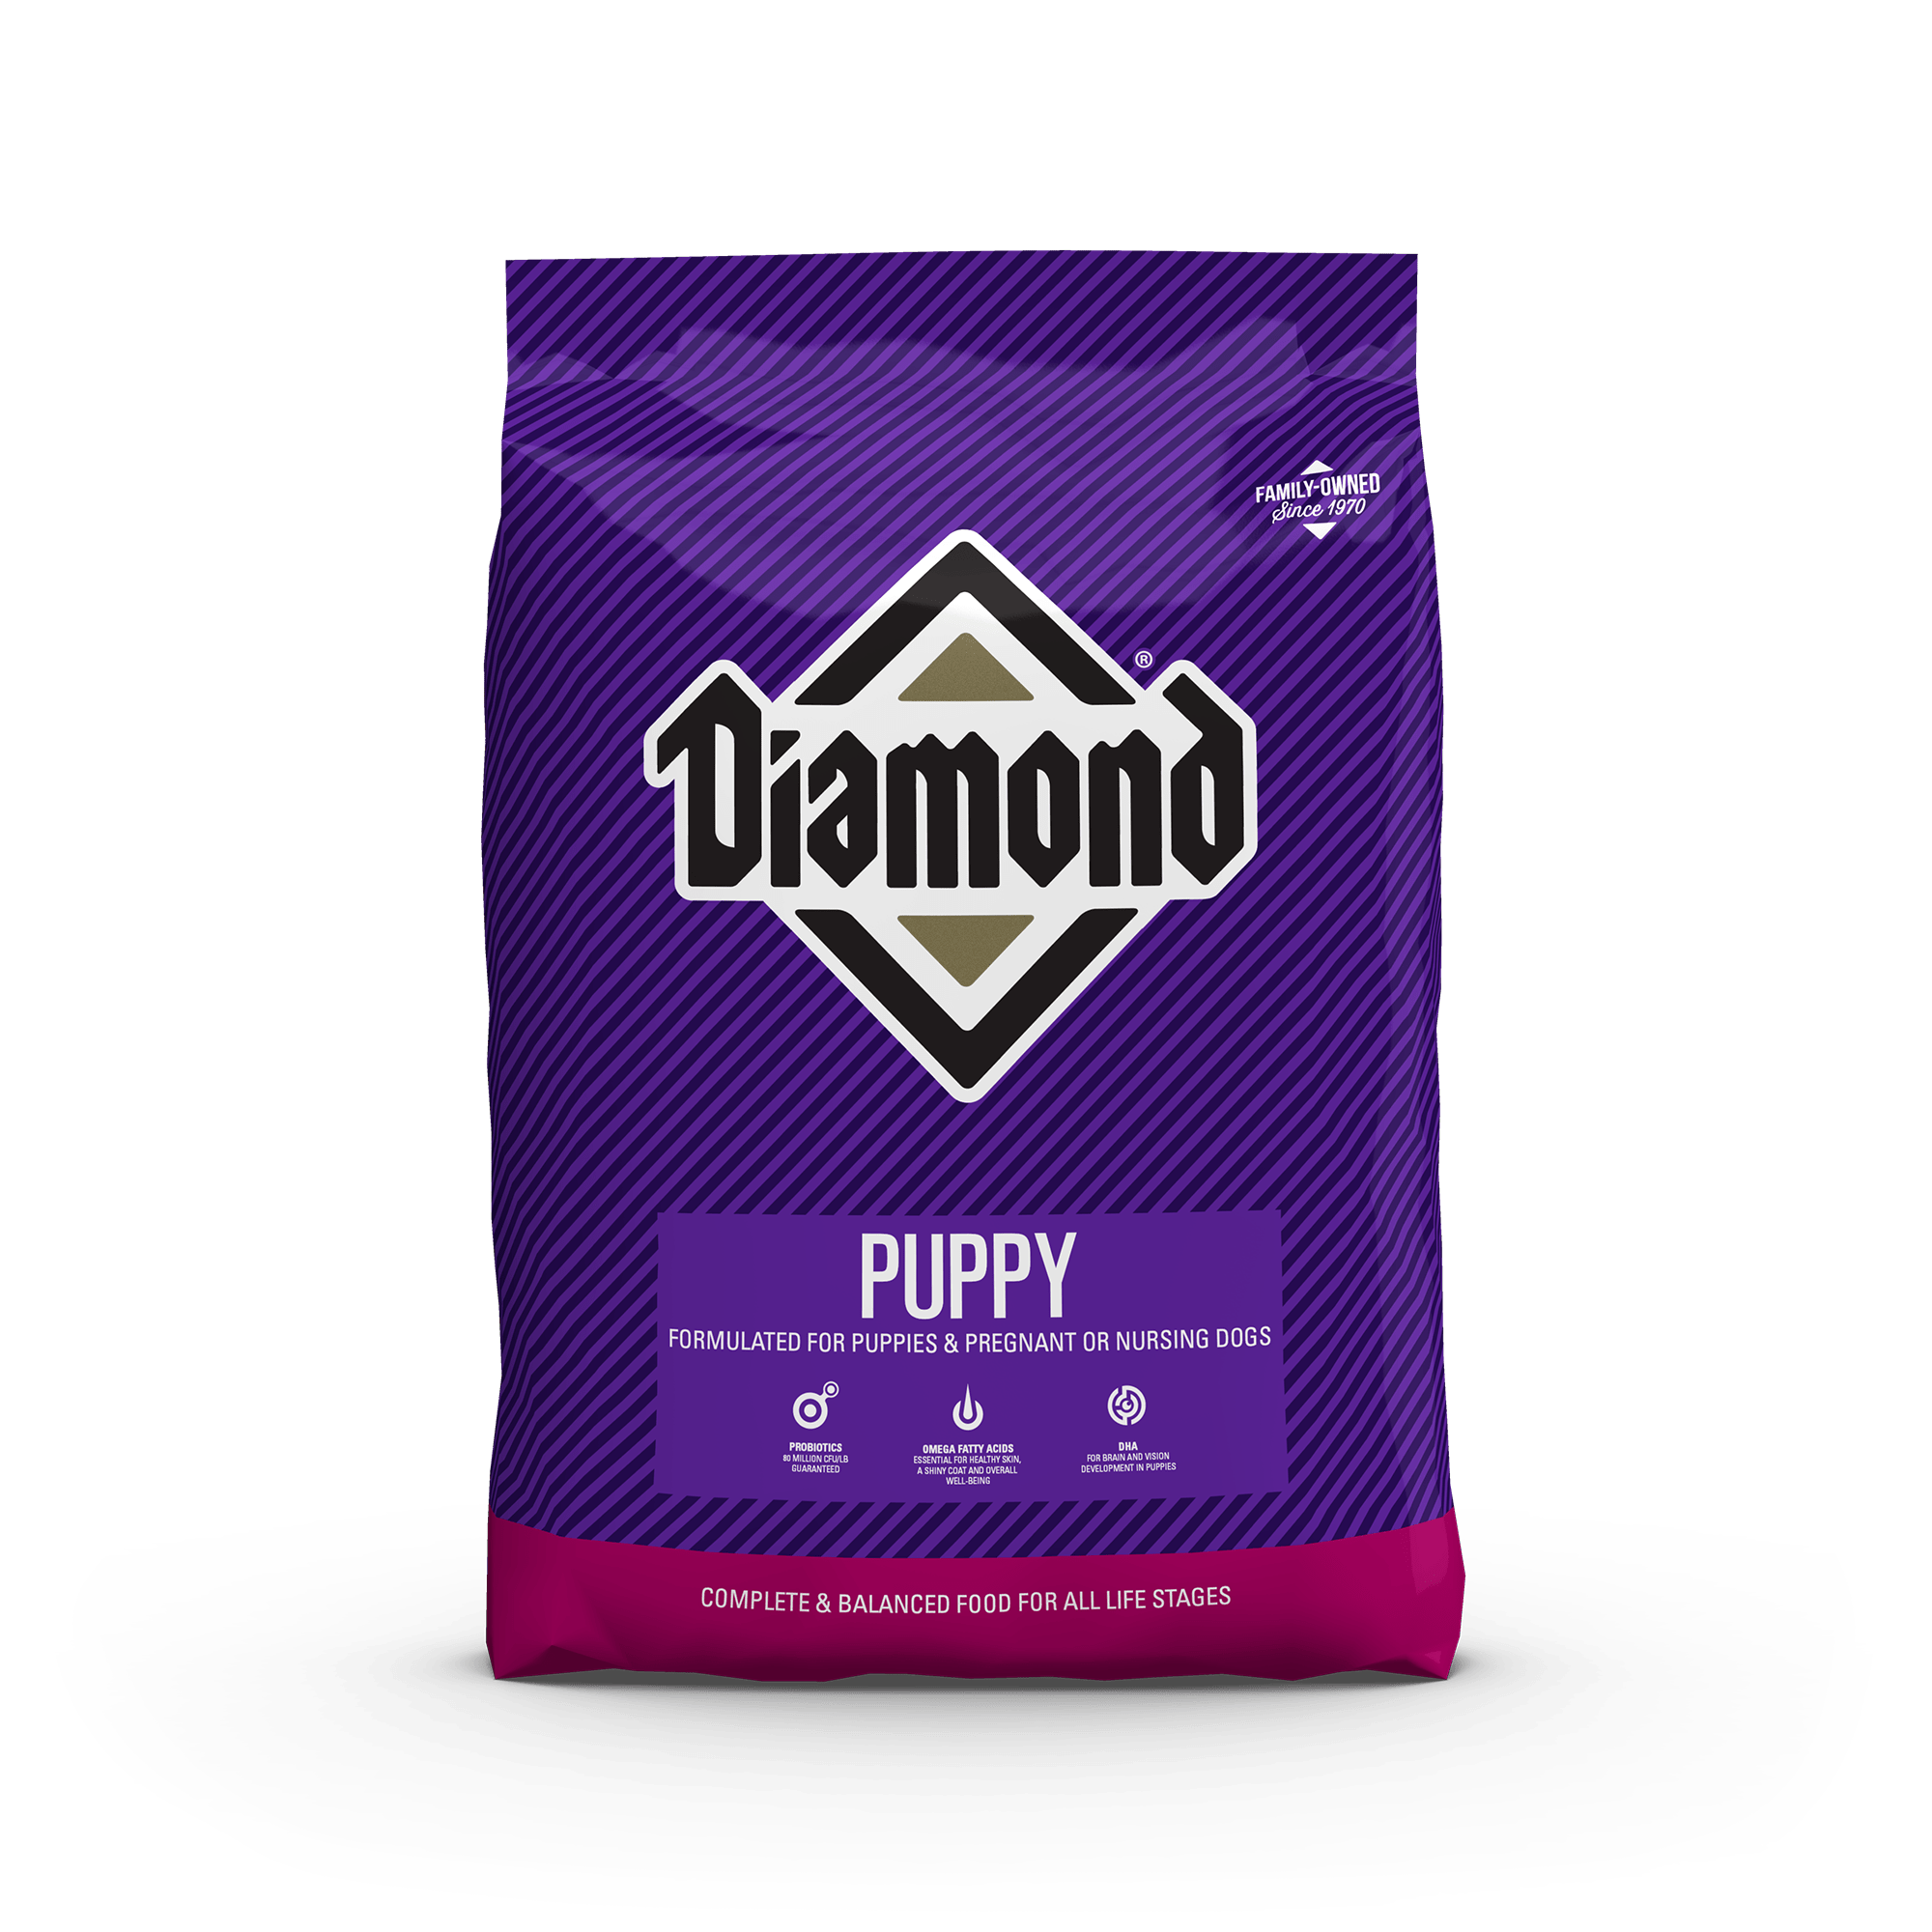 FAMILY-OWNED
Since 1970
Diamond®
PUPPY
FORMULATED FOR PUPPIES & PREGNANT OR NURSING DOGS
PROBIOTICS
80 MILLION CFU/LB
GUARANTEED
OMEGA FATTY ACIDS
ESSENTIAL FOR HEALTHY SKIN,
A SHINY COAT AND OVERALL
WELL-BEING
DHA
FOR BRAIN AND VISION
DEVELOPMENT IN PUPPIES
COMPLETE & BALANCED FOOD FOR ALL LIFE STAGES